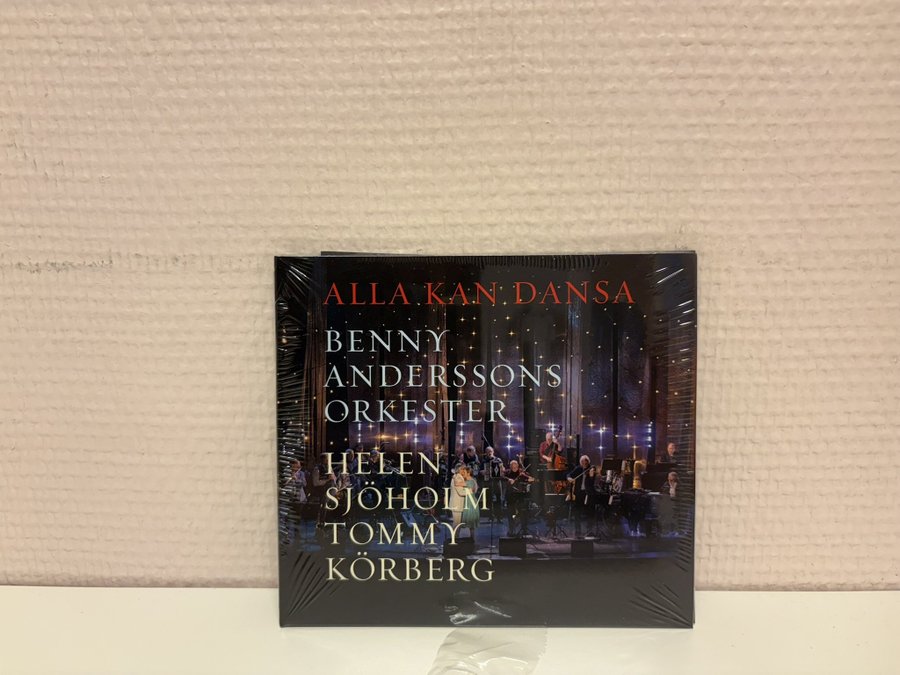 ALLA KAN DANSA
BENNY
ANDERSSONS
ORKESTER
HELEN
SJÖHOLM
TOMMY
KÖRBERG